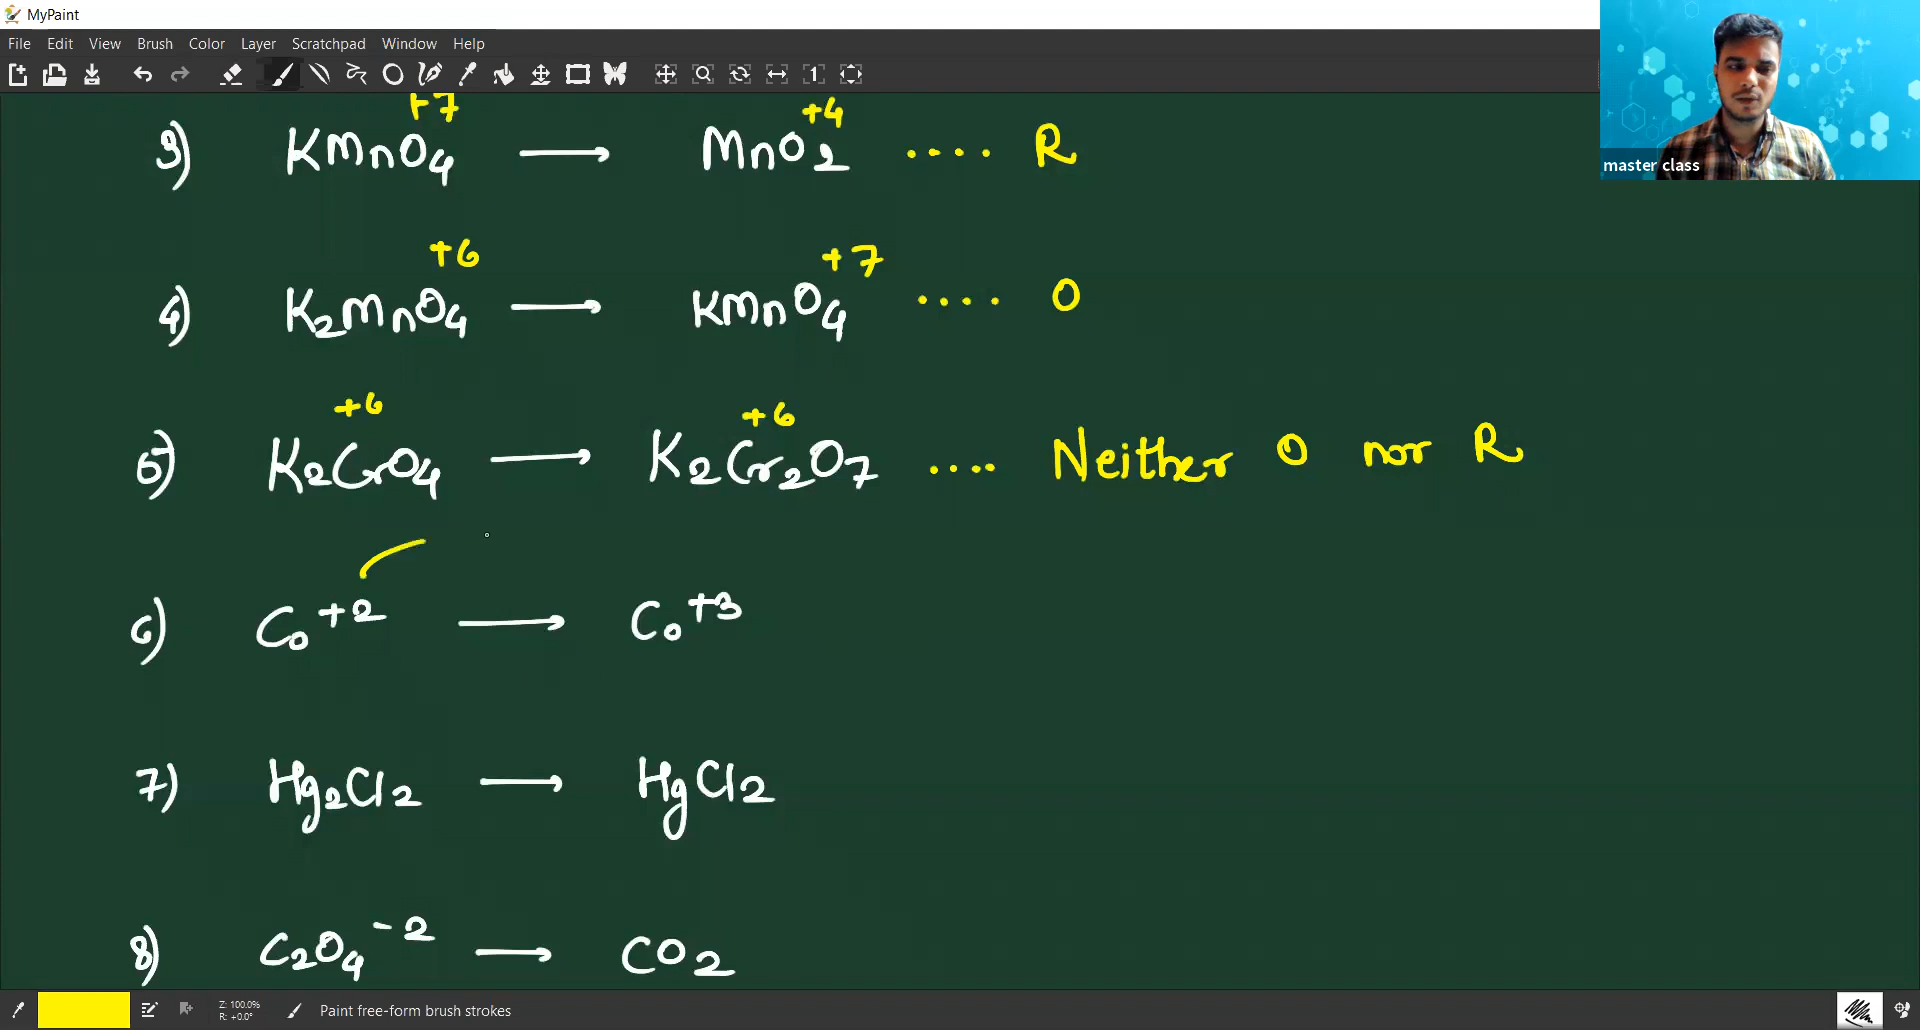 MyPaint
File Edit View Brush Color Layer Scratchpad Window Help
master class
+7 +4
3) KMnO4 → MnO2 .... R
+6 +7
4) K2MnO4 → KMnO4 .... O
+6 +6
5) K2CrO4 → K2Cr2O7 .... Neither O nor R
6) Co+2 → Co+3
7) Hg2Cl2 → HgCl2
8) C2O4-2 → CO2
Z: 100.0%
R: +0.0°
Paint free-form brush strokes